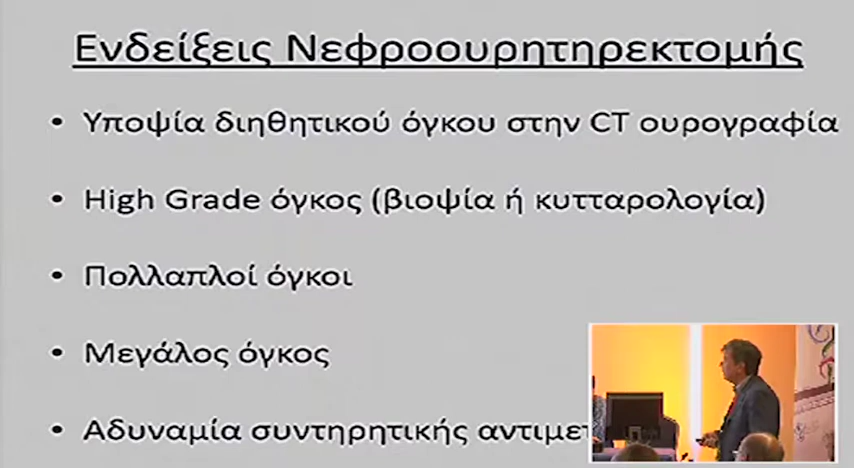 Ενδείξεις Νεφροουρητηρεκτομής
• Υποψία διηθητικού όγκου στην CT ουρογραφία
• High Grade όγκος (βιοψία ή κυτταρολογία)
• Πολλαπλοί όγκοι
• Μεγάλος όγκος
• Αδυναμία συντηρητικής